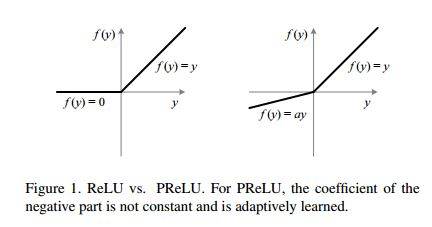 f(y)
f(y) = y
f(y) = 0
y
f(y)
f(y) = y
f(y) = ay
y
Figure 1. ReLU vs. PReLU. For PReLU, the coefficient of the
negative part is not constant and is adaptively learned.